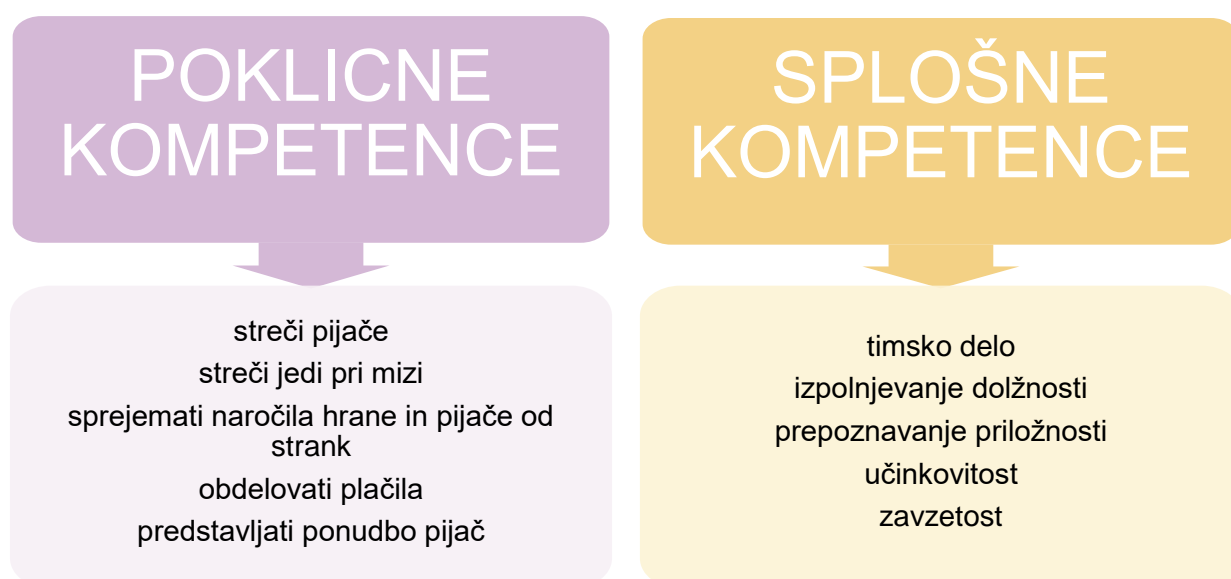 POKLICNE
KOMPETENCE
streči pijače
streči jedi pri mizi
sprejemati naročila hrane in pijače od
strank
obdelovati plačila
predstavljati ponudbo pijač
SPLOŠNE
KOMPETENCE
timsko delo
izpolnjevanje dolžnosti
prepoznavanje priložnosti
učinkovitost
zavzetost